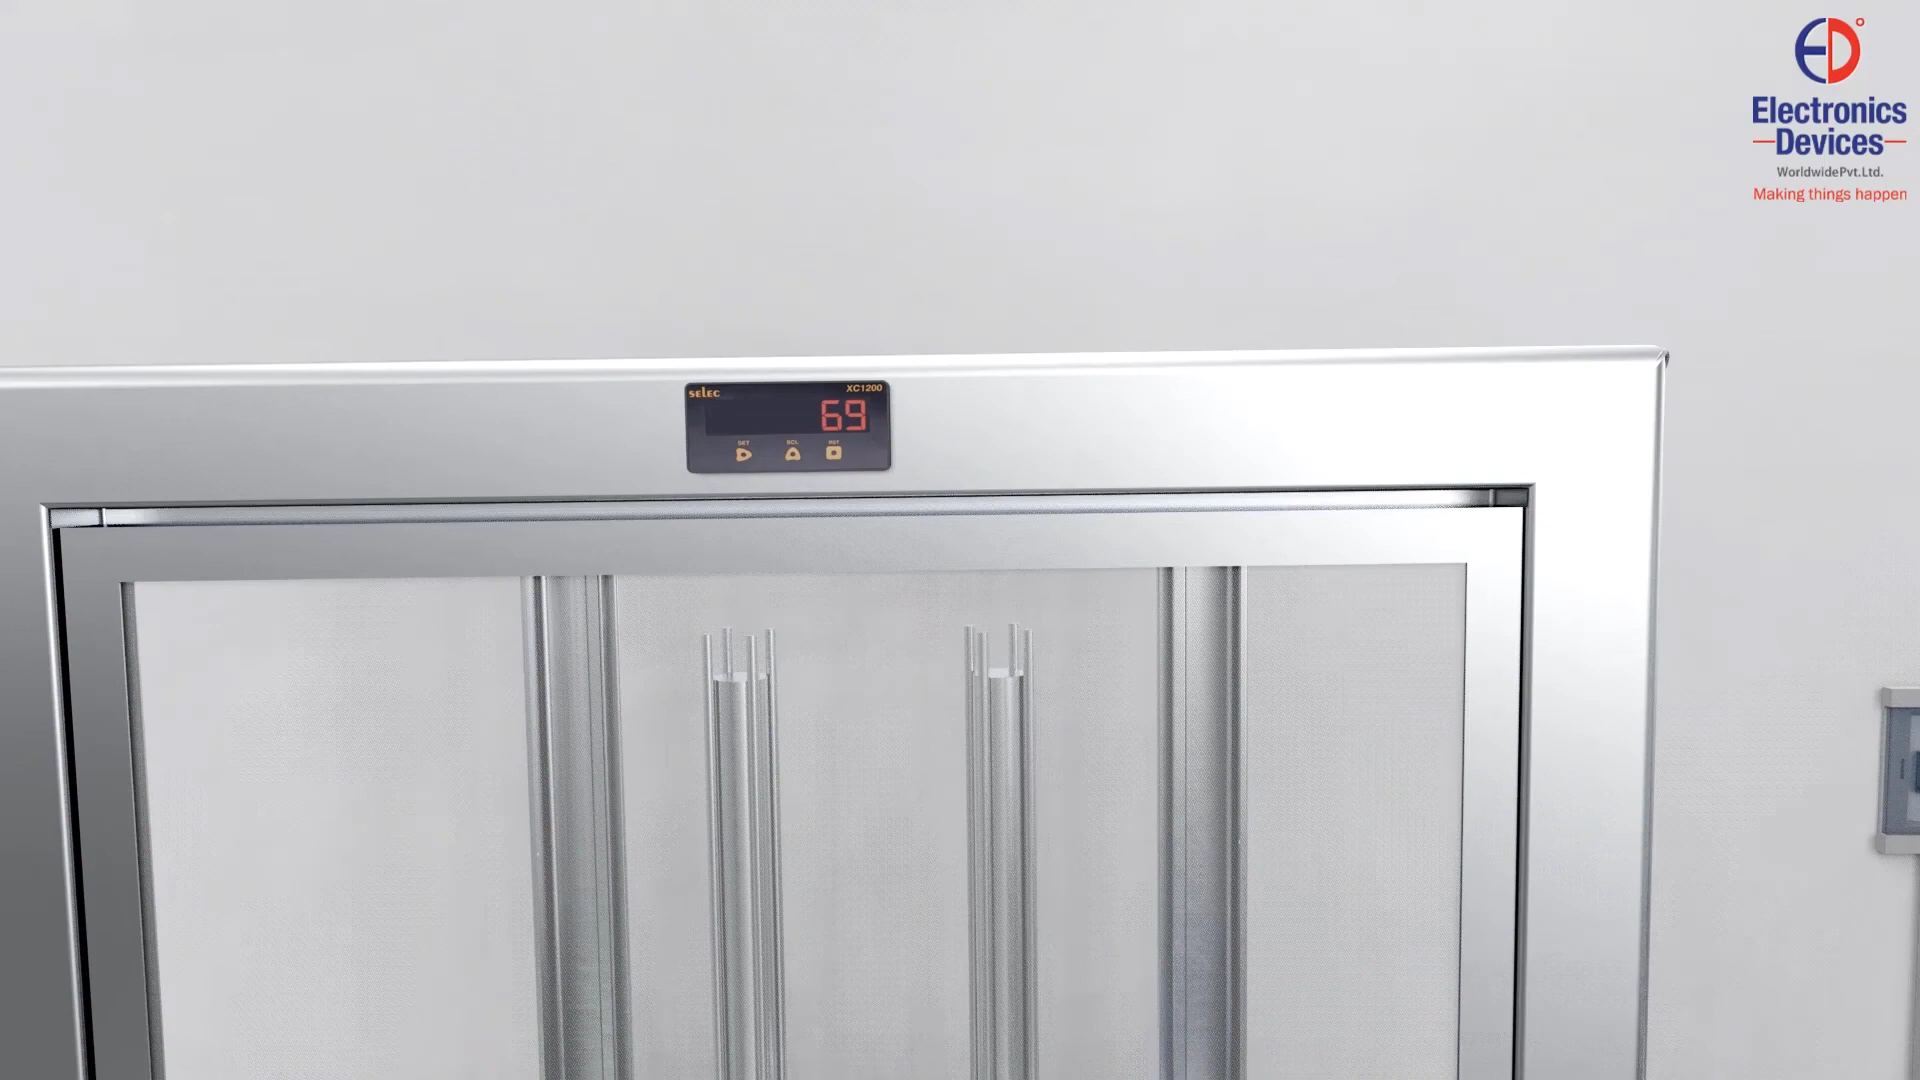 Electronics
Devices
WorldwidePvt.Ltd.
Making things happen
selec
XC1200
69
SET
SCL
RST